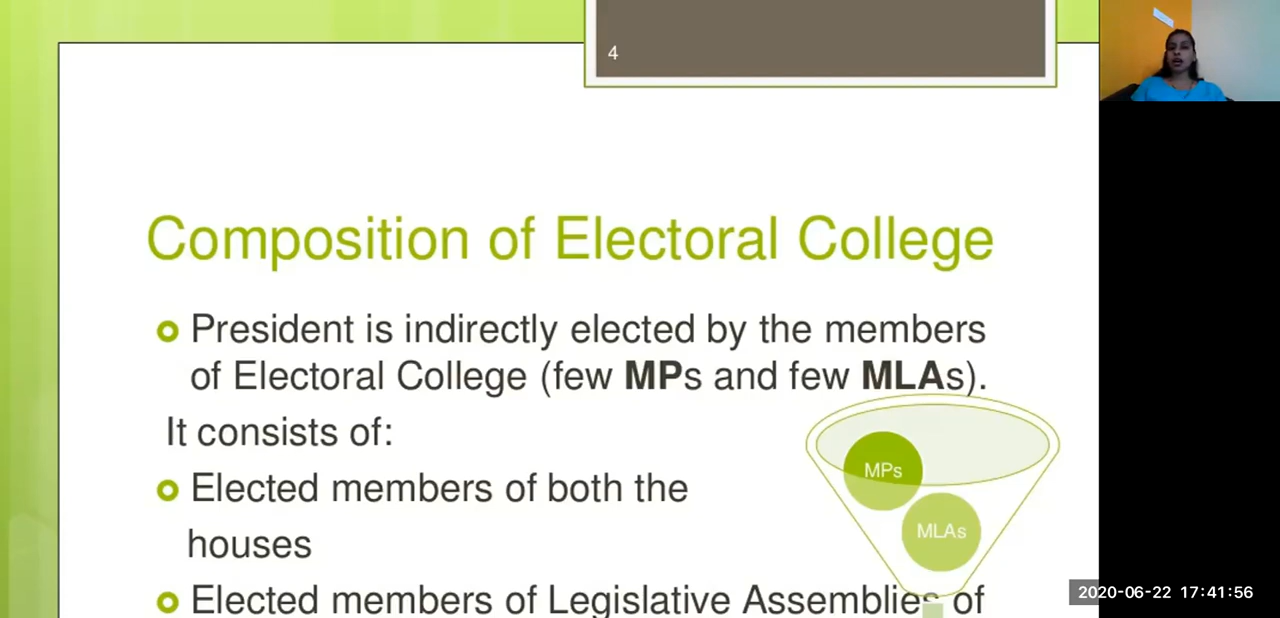 4
Composition of Electoral College
President is indirectly elected by the members
of Electoral College (few MPs and few MLAs).
It consists of:
Elected members of both the
houses
Elected members of Legislative Assemblies of
MPs
MLAs
2020-06-22 17:41:56